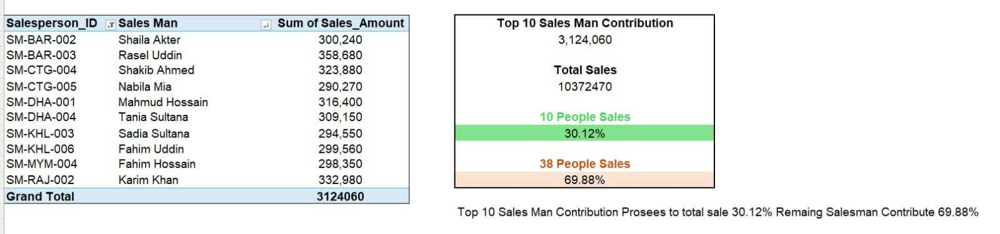 Salesperson_ID Sales Man Sum of Sales_Amount
SM-BAR-002 Shaila Akter 300,240
SM-BAR-003 Rasel Uddin 358,680
SM-CTG-004 Shakib Ahmed 323,880
SM-CTG-005 Nabila Mia 290,270
SM-DHA-001 Mahmud Hossain 316,400
SM-DHA-004 Tania Sultana 309,150
SM-KHL-003 Sadia Sultana 294,550
SM-KHL-006 Fahim Uddin 299,560
SM-MYM-004 Fahim Hossain 298,350
SM-RAJ-002 Karim Khan 332,980
Grand Total 3124060
Top 10 Sales Man Contribution
3,124,060
Total Sales
10372470
10 People Sales
30.12%
38 People Sales
69.88%
Top 10 Sales Man Contribution Prosees to total sale 30.12% Remaing Salesman Contribute 69.88%